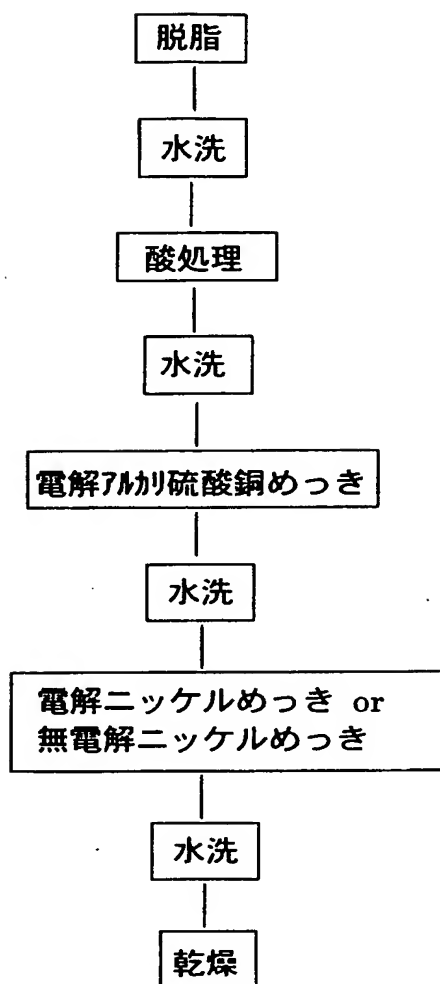 脱脂
水洗
酸処理
水洗
電解アルカリ硫酸銅めっき
水洗
電解ニッケルめっき or
無電解ニッケルめっき
水洗
乾燥